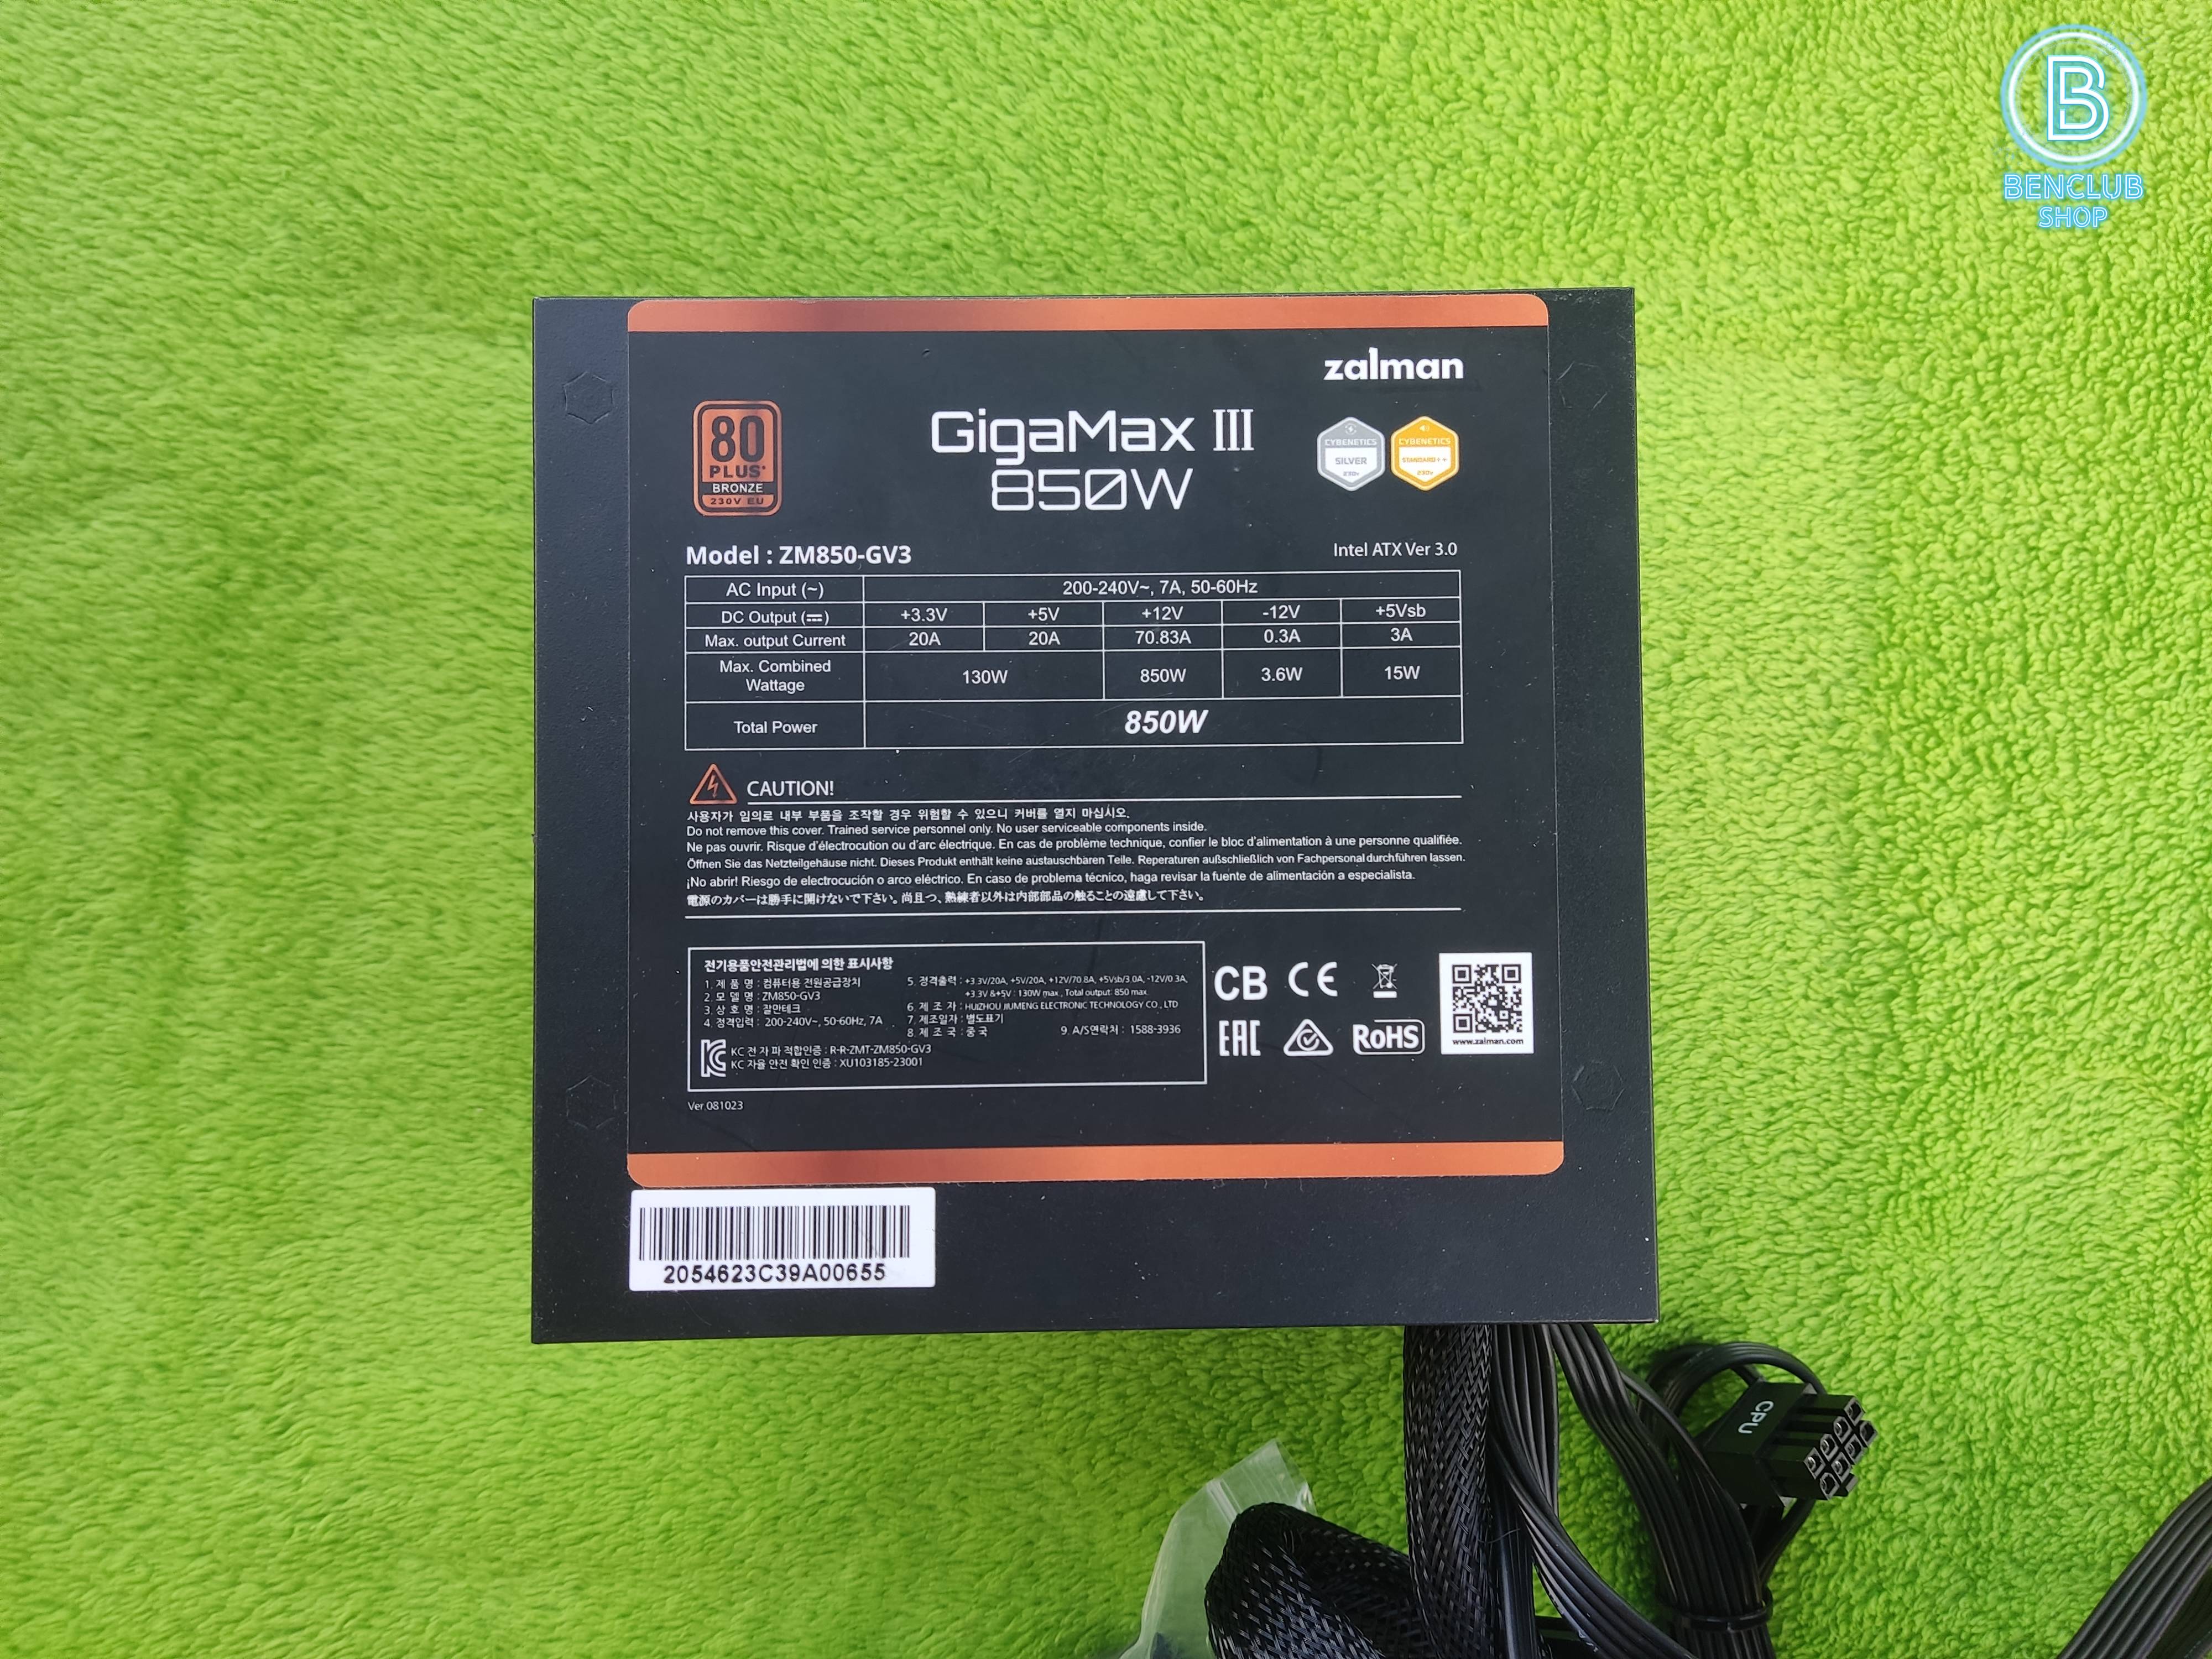 B
BENCLUB
SHOP
zalman
80
PLUS
BRONZE
230V EU
GigaMax III
850W
CYBENETICS
SILVER
230V
CYBENETICS
STANDARD++
230V
Model : ZM850-GV3
Intel ATX Ver 3.0
AC Input (~) 200-240V~, 7A, 50-60Hz
DC Output (⎓) +3.3V +5V +12V -12V +5Vsb
Max. output Current 20A 20A 70.83A 0.3A 3A
Max. Combined
Wattage 130W 850W 3.6W 15W
Total Power 850W
CAUTION!
사용자가 임의로 내부 부품을 조작할 경우 위험할 수 있으니 커버를 열지 마십시오.
Do not remove this cover. Trained service personnel only. No user serviceable components inside.
Ne pas ouvrir. Risque d'électrocution ou d'arc électrique. En cas de problème technique, confier le bloc d'alimentation à une personne qualifiée.
Öffnen Sie das Netzteilgehäuse nicht. Dieses Produkt enthält keine austauschbaren Teile. Reperaturen außschließlich von Fachpersonal durchführen lassen.
¡No abrir! Riesgo de electrocución o arco eléctrico. En caso de problema técnico, haga revisar la fuente de alimentación a especialista.
電源のカバーは勝手に開けないで下さい。尚且つ、熟練者以外は内部部品の触ることの遠慮して下さい。
전기용품안전관리법에 의한 표시사항
1. 제 품 명 : 컴퓨터용 전원공급장치
2. 모 델 명 : ZM850-GV3
3. 상 호 명 : 잘만테크
4. 정격입력 : 200-240V~, 50-60Hz, 7A
5. 정격출력 : +3.3V/20A, +5V/20A, +12V/70.8A, +5Vsb/3.0A, -12V/0.3A,
+3.3V &+5V : 130W max., Total output: 850 max.
6. 제 조 자 : HUIZHOU JIUMENG ELECTRONIC TECHNOLOGY CO., LTD
7. 제조일자 : 별도표기
8. 제 조 국 : 중국
9. A/S연락처 : 1588-3936
KC 전자파 적합인증 : R-R-ZMT-ZM850-GV3
KC 자율 안전 확인 인증 : XU103185-23001
CB CE
EAC RoHS
www.zalman.com
Ver.081023
2054623C39A00655
CPU